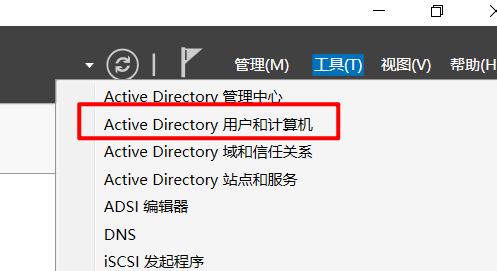 管理(M) 工具(T) 视图(V) 帮助(H
Active Directory 管理中心
Active Directory 用户和计算机
Active Directory 域和信任关系
Active Directory 站点和服务
ADSI 编辑器
DNS
iSCSI 发起程序